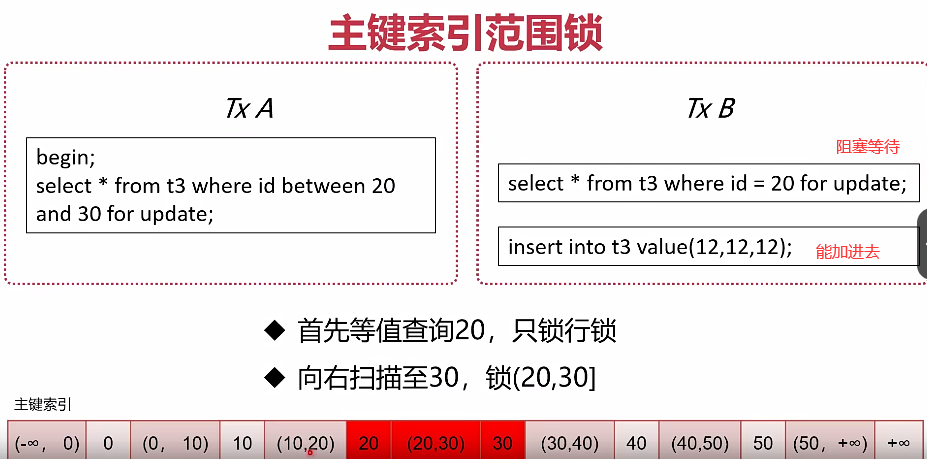 主键索引范围锁
Tx A
begin;
select * from t3 where id between 20
and 30 for update;
Tx B
阻塞等待
select * from t3 where id = 20 for update;
insert into t3 value(12,12,12);
能加进去
◆ 首先等值查询20，只锁行锁
◆ 向右扫描至30，锁(20,30]
主键索引
(-∞， 0) 0 (0， 10) 10 (10,20) 20 (20,30) 30 (30,40) 40 (40,50) 50 (50，+∞) +∞